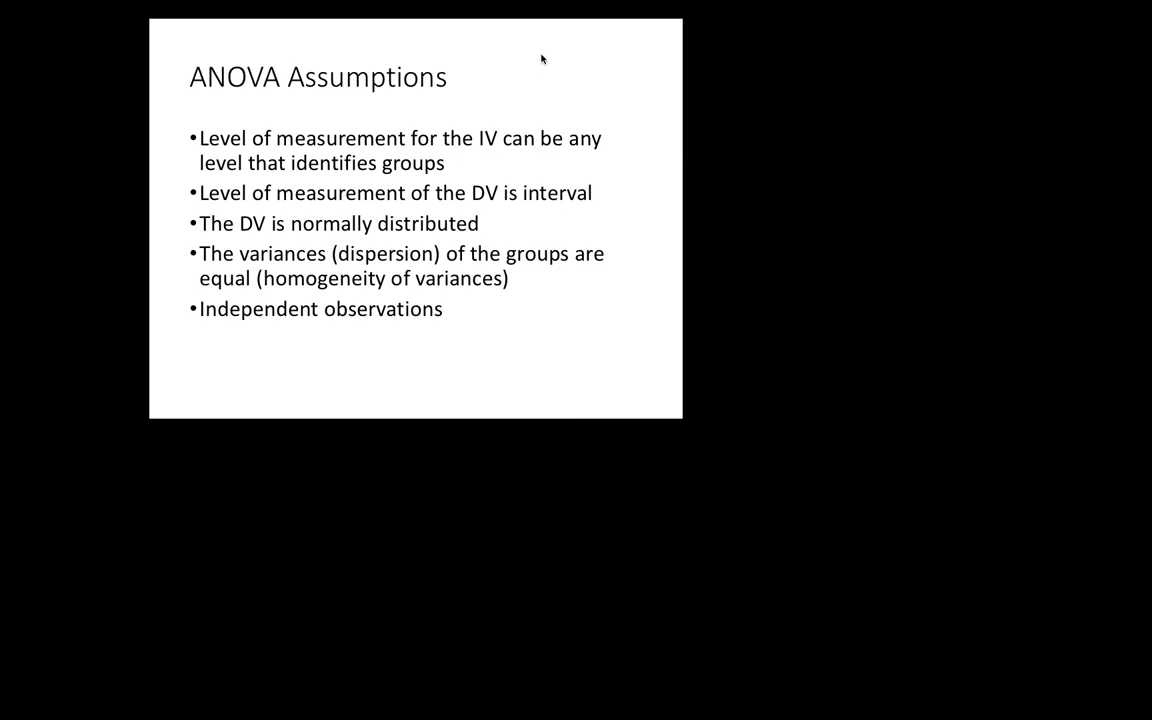 ANOVA Assumptions
•Level of measurement for the IV can be any
level that identifies groups
•Level of measurement of the DV is interval
•The DV is normally distributed
•The variances (dispersion) of the groups are
equal (homogeneity of variances)
•Independent observations